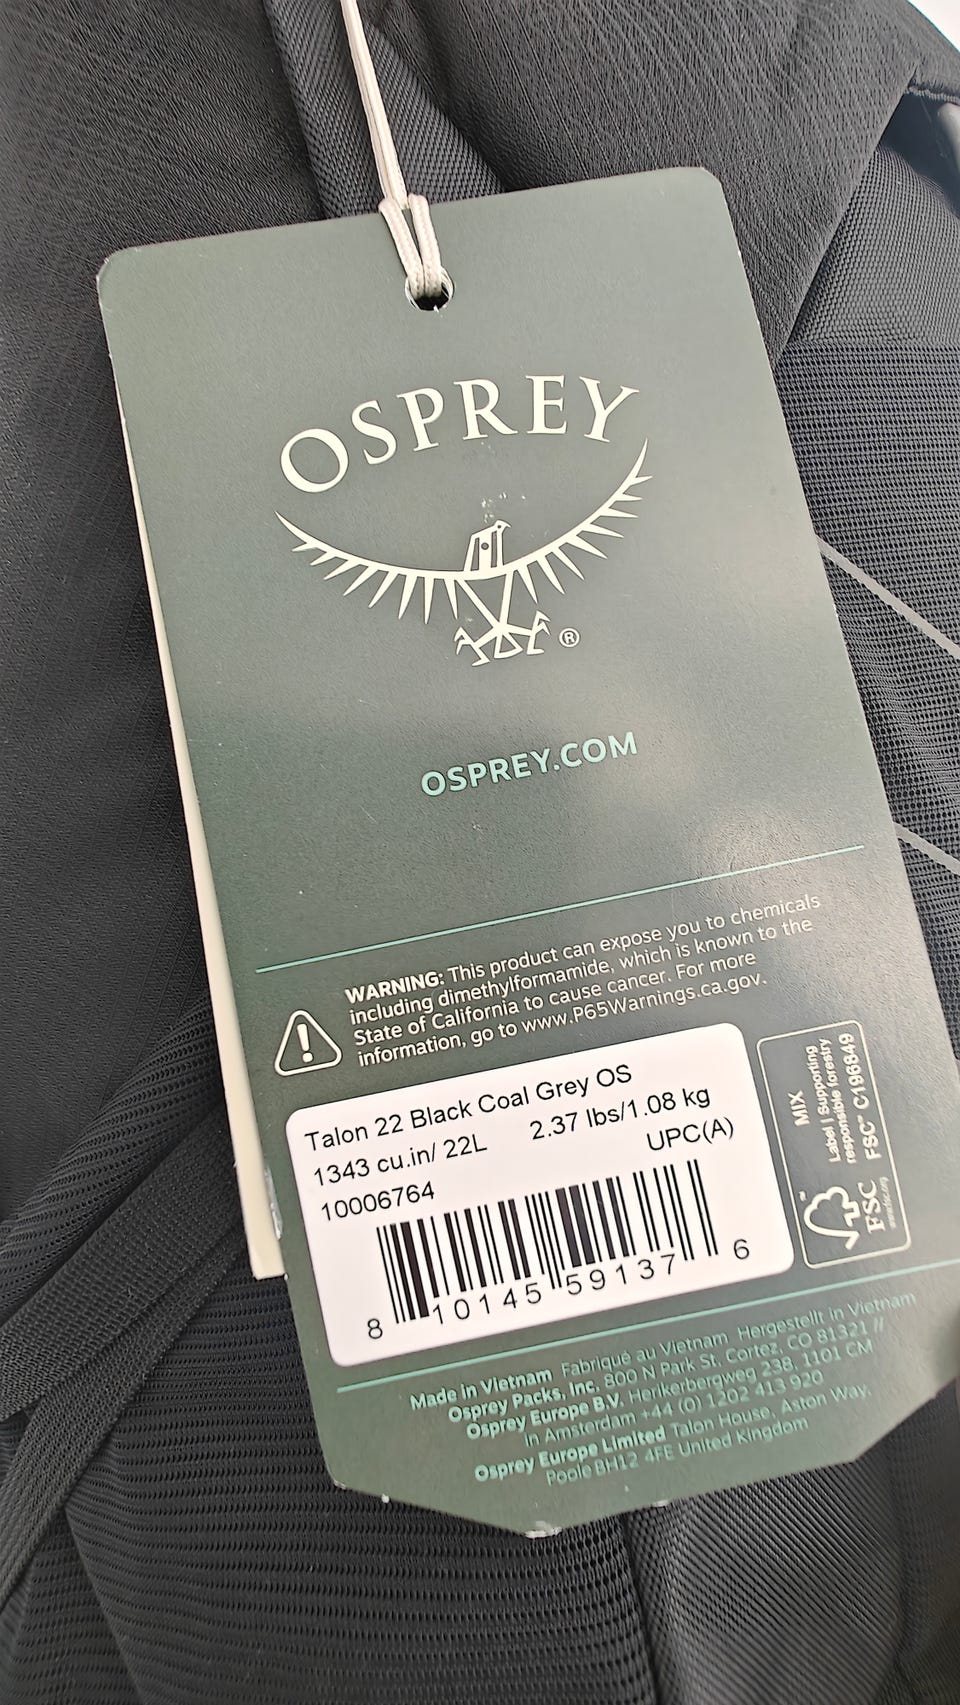 OSPREY
®
OSPREY.COM
WARNING: This product can expose you to chemicals
including dimethylformamide, which is known to the
State of California to cause cancer. For more
information, go to www.P65Warnings.ca.gov.
Talon 22 Black Coal Grey OS
1343 cu.in/ 22L 2.37 lbs/1.08 kg
10006764 UPC(A)
8 10145 59137 6
MIX
Label | Supporting
responsible forestry
FSC™ C196849
FSC™
www.fsc.org
Made in Vietnam Fabriqué au Vietnam Hergestellt in Vietnam
Osprey Packs, Inc. 800 N Park St. Cortez, CO 81321 //
Osprey Europe B.V. Herikerbergweg 238, 1101 CM
in Amsterdam +44 (0) 1202 413 920
Osprey Europe Limited Talon House, Aston Way,
Poole BH12 4FE United Kingdom